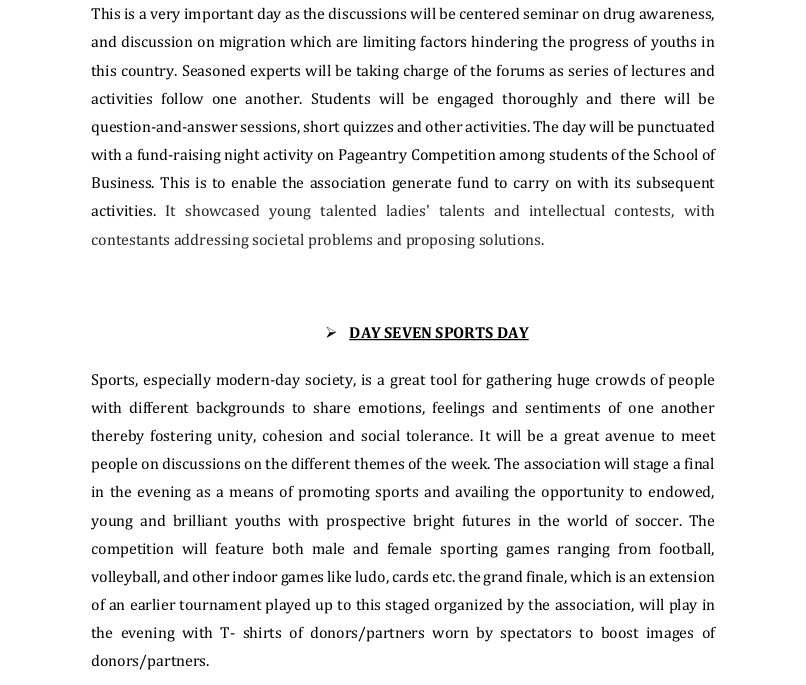 This is a very important day as the discussions will be centered seminar on drug awareness,
and discussion on migration which are limiting factors hindering the progress of youths in
this country. Seasoned experts will be taking charge of the forums as series of lectures and
activities follow one another. Students will be engaged thoroughly and there will be
question-and-answer sessions, short quizzes and other activities. The day will be punctuated
with a fund-raising night activity on Pageantry Competition among students of the School of
Business. This is to enable the association generate fund to carry on with its subsequent
activities. It showcased young talented ladies' talents and intellectual contests, with
contestants addressing societal problems and proposing solutions.
➢ DAY SEVEN SPORTS DAY
Sports, especially modern-day society, is a great tool for gathering huge crowds of people
with different backgrounds to share emotions, feelings and sentiments of one another
thereby fostering unity, cohesion and social tolerance. It will be a great avenue to meet
people on discussions on the different themes of the week. The association will stage a final
in the evening as a means of promoting sports and availing the opportunity to endowed,
young and brilliant youths with prospective bright futures in the world of soccer. The
competition will feature both male and female sporting games ranging from football,
volleyball, and other indoor games like ludo, cards etc. the grand finale, which is an extension
of an earlier tournament played up to this staged organized by the association, will play in
the evening with T- shirts of donors/partners worn by spectators to boost images of
donors/partners.